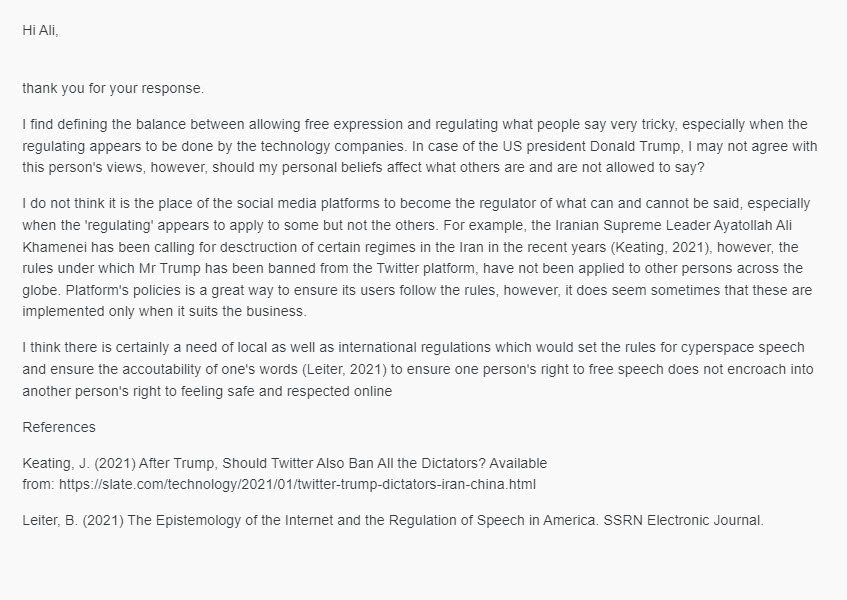 Hi Ali,
thank you for your response.
I find defining the balance between allowing free expression and regulating what people say very tricky, especially when the
regulating appears to be done by the technology companies. In case of the US president Donald Trump, I may not agree with
this person's views, however, should my personal beliefs affect what others are and are not allowed to say?
I do not think it is the place of the social media platforms to become the regulator of what can and cannot be said, especially
when the 'regulating' appears to apply to some but not the others. For example, the Iranian Supreme Leader Ayatollah Ali
Khamenei has been calling for desctruction of certain regimes in the Iran in the recent years (Keating, 2021), however, the
rules under which Mr Trump has been banned from the Twitter platform, have not been applied to other persons across the
globe. Platform's policies is a great way to ensure its users follow the rules, however, it does seem sometimes that these are
implemented only when it suits the business.
I think there is certainly a need of local as well as international regulations which would set the rules for cyperspace speech
and ensure the accoutability of one's words (Leiter, 2021) to ensure one person's right to free speech does not encroach into
another person's right to feeling safe and respected online
References
Keating, J. (2021) After Trump, Should Twitter Also Ban All the Dictators? Available
from: https://slate.com/technology/2021/01/twitter-trump-dictators-iran-china.html
Leiter, B. (2021) The Epistemology of the Internet and the Regulation of Speech in America. SSRN Electronic Journal.